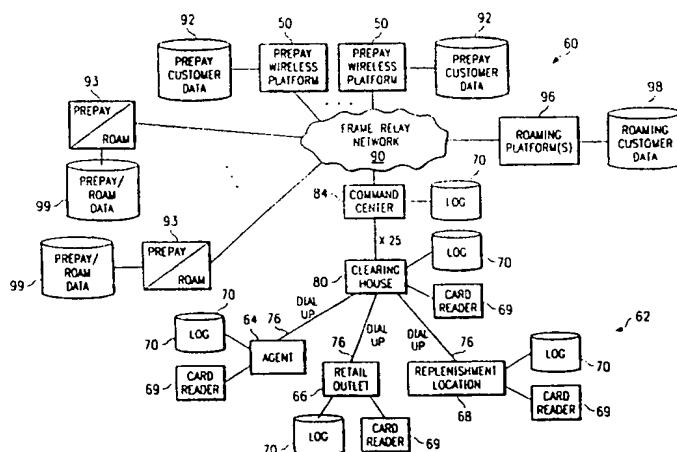 92
50
50
92
PREPAY
CUSTOMER
DATA
PREPAY
WIRELESS
PLATFORM
PREPAY
WIRELESS
PLATFORM
PREPAY
CUSTOMER
DATA
60
93
PREPAY
ROAM
FRAME RELAY
NETWORK
90
96
ROAMING
PLATFORM(S)
98
ROAMING
CUSTOMER
DATA
99
PREPAY/
ROAM DATA
84
COMMAND
CENTER
70
LOG
93
PREPAY
ROAM
99
PREPAY/
ROAM DATA
X 25
80
CLEARING
HOUSE
LOG
70
CARD
READER
69
62
70
LOG
70
64
AGENT
76
DIAL
UP
69
CARD
READER
76
DIAL
UP
RETAIL
OUTLET
66
DIAL
UP
76
REPLENISHMENT
LOCATION
68
LOG
70
CARD
READER
69
LOG
70
CARD
READER
69